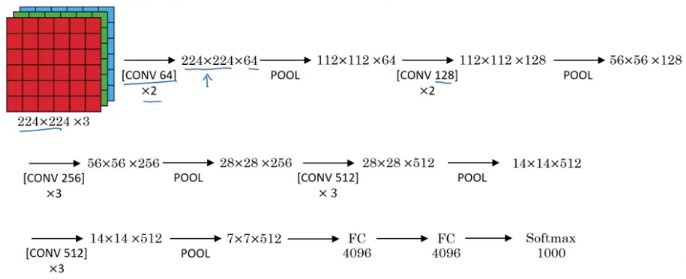 224×224 ×3
[CONV 64]
×2
224×224×64
POOL
112×112 ×64
[CONV 128]
×2
112×112 ×128
POOL
56×56 ×128
[CONV 256]
×3
56×56 ×256
POOL
28×28 ×256
[CONV 512]
× 3
28×28 ×512
POOL
14×14×512
[CONV 512]
×3
14×14 ×512
POOL
7×7×512
FC
4096
FC
4096
Softmax
1000